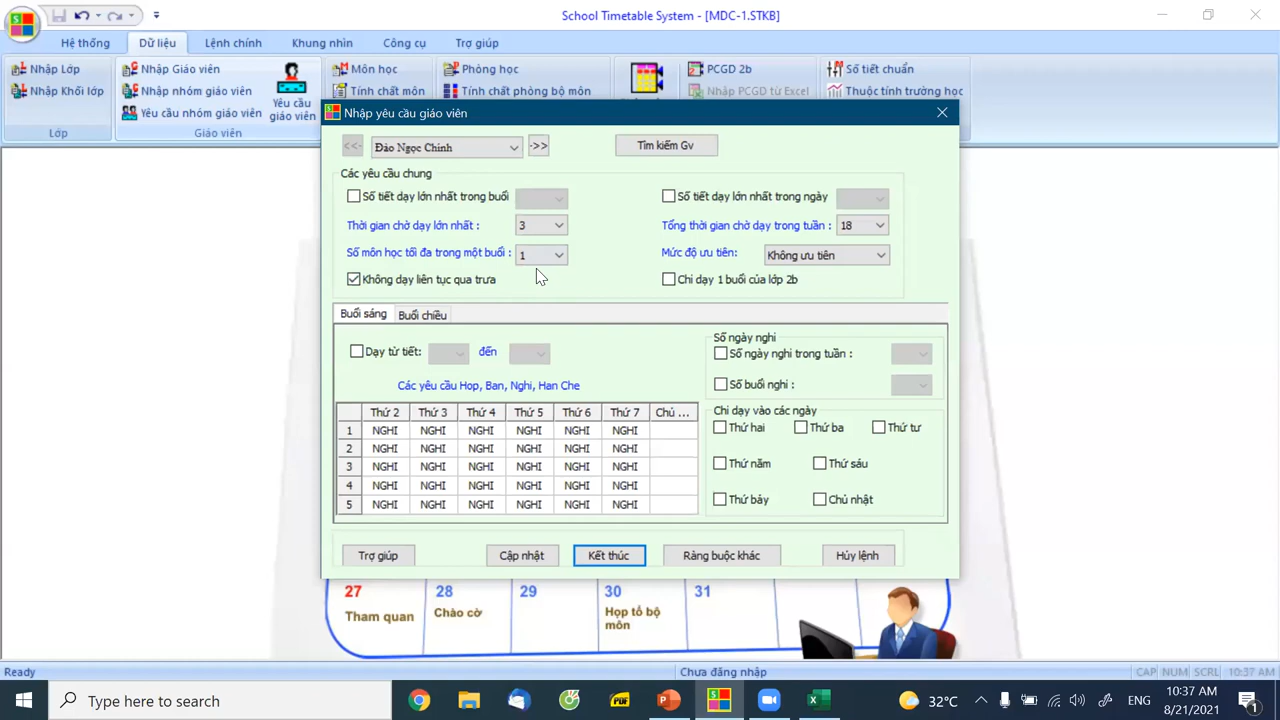 School Timetable System - [MDC-1.STKB]
Hệ thống Dữ liệu Lệnh chính Khung nhìn Công cụ Trợ giúp
Nhập Lớp Nhập Giáo viên Môn học Phòng học PCGD 2b Số tiết chuẩn
Nhập Khối lớp Nhập nhóm giáo viên Yêu cầu Tính chất môn Tính chất phòng bộ môn Nhập PCGD từ Excel Thuộc tính trường học
Yêu cầu nhóm giáo viên giáo viên
Lớp Giáo viên
Nhập yêu cầu giáo viên
<<- Đào Ngọc Chinh ->> Tìm kiếm Gv
Các yêu cầu chung
Số tiết dạy lớn nhất trong buổi Số tiết dạy lớn nhất trong ngày
Thời gian chờ dạy lớn nhất : 3 Tổng thời gian chờ dạy trong tuần : 18
Số môn học tối đa trong một buổi : 1 Mức độ ưu tiên: Không ưu tiên
Không dạy liên tục qua trưa Chỉ dạy 1 buổi của lớp 2b
Buổi sáng Buổi chiều
Dạy từ tiết: đến
Các yêu cầu Hop, Ban, Nghi, Han Che
Số ngày nghỉ
Số ngày nghỉ trong tuần :
Số buổi nghỉ :
Thứ 2 Thứ 3 Thứ 4 Thứ 5 Thứ 6 Thứ 7 Chủ ...
1 NGHI NGHI NGHI NGHI NGHI NGHI
2 NGHI NGHI NGHI NGHI NGHI NGHI
3 NGHI NGHI NGHI NGHI NGHI NGHI
4 NGHI NGHI NGHI NGHI NGHI NGHI
5 NGHI NGHI NGHI NGHI NGHI NGHI
Chỉ dạy vào các ngày
Thứ hai Thứ ba Thứ tư
Thứ năm Thứ sáu
Thứ bảy Chủ nhật
Trợ giúp Cập nhật Kết thúc Ràng buộc khác Hủy lệnh
27 28 29 30 31
Tham quan Chào cờ Họp tổ bộ
môn
Ready Chưa đăng nhập CAP NUM SCRL 10:37 AM
Type here to search PDF 32°C ENG 10:37 AM
8/21/2021 1